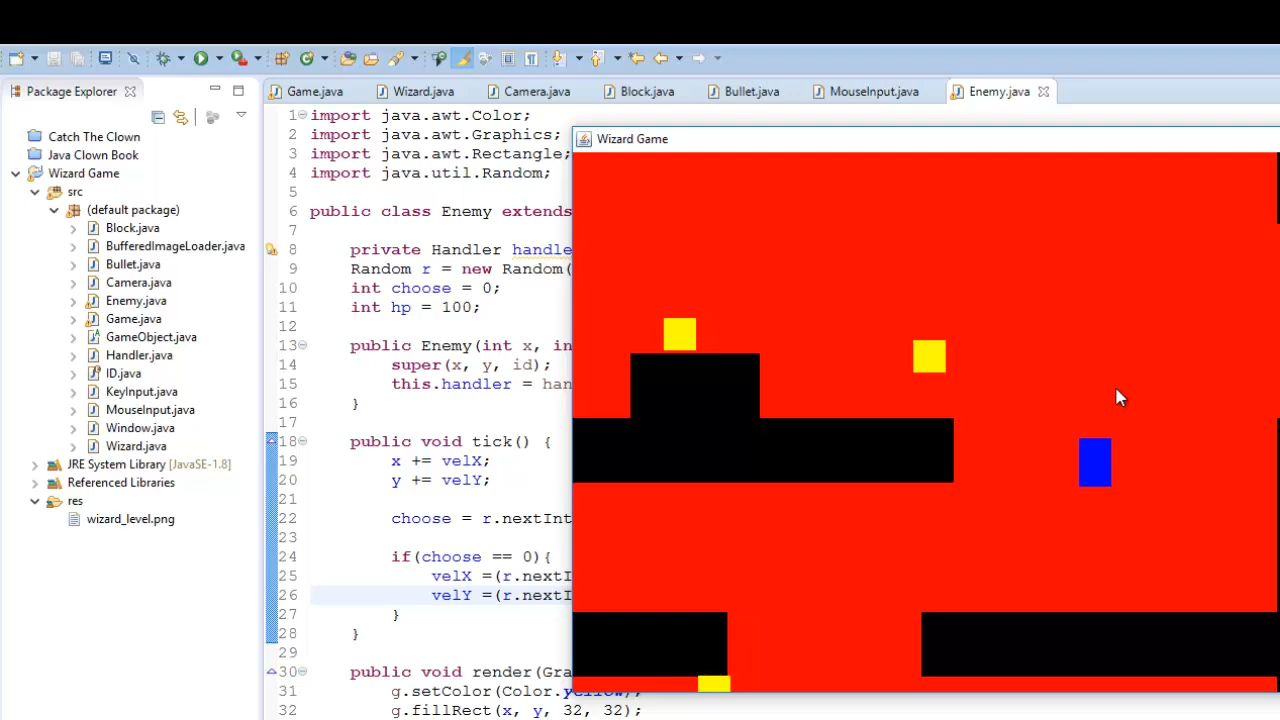 Package Explorer
Game.java
Wizard.java
Camera.java
Block.java
Bullet.java
MouseInput.java
Enemy.java
Catch The Clown
Java Clown Book
Wizard Game
src
(default package)
Block.java
BufferedImageLoader.java
Bullet.java
Camera.java
Enemy.java
Game.java
GameObject.java
Handler.java
ID.java
KeyInput.java
MouseInput.java
Window.java
Wizard.java
JRE System Library [JavaSE-1.8]
Referenced Libraries
res
wizard_level.png
1 import java.awt.Color;
2 import java.awt.Graphics;
3 import java.awt.Rectangle;
4 import java.util.Random;
5
6 public class Enemy extends
7
8 private Handler handle
9 Random r = new Random(
10 int choose = 0;
11 int hp = 100;
12
13 public Enemy(int x, in
14 super(x, y, id);
15 this.handler = han
16 }
17
18 public void tick() {
19 x += velX;
20 y += velY;
21
22 choose = r.nextInt
23
24 if(choose == 0){
25 velX =(r.nextI
26 velY =(r.nextI
27 }
28 }
29
30 public void render(Gra
31 g.setColor(Color.yellow);
32 g.fillRect(x, y, 32, 32);
Wizard Game